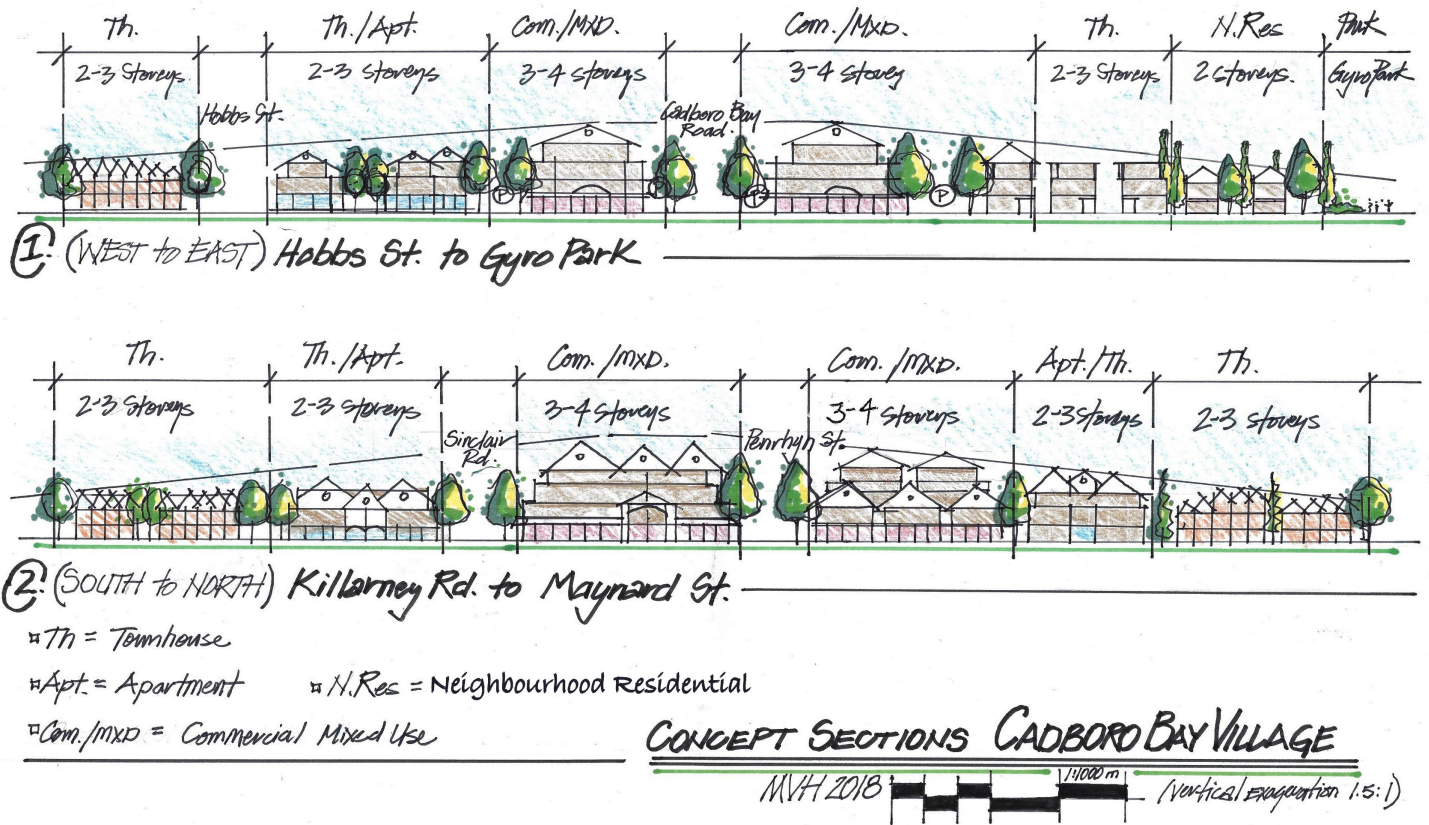 Th. Th./Apt. Com./MXD. Com./MXD. Th. N.Res Park
2-3 Storeys 2-3 storeys 3-4 storeys 3-4 storey 2-3 Storeys 2 storeys. Gyro Park
Hobbs St. Cadboro Bay
Road.
P P P P
1. (WEST to EAST) Hobbs St. to Gyro Park
Th. Th./Apt. Com./MXD. Com./MXD. Apt./Th. Th.
2-3 storeys 2-3 storeys 3-4 storeys 3-4 storeys 2-3 storeys 2-3 storeys
Sinclair Penrhyn St.
Rd.
2. (SOUTH to NORTH) Killarney Rd. to Maynard St.
Th = Townhouse
Apt. = Apartment N.Res = Neighbourhood Residential
Com./MXD = Commercial Mixed Use
CONCEPT SECTIONS CADBORO BAY VILLAGE
MVH 2018 1:1000 m (vertical exageration 1.5:1)